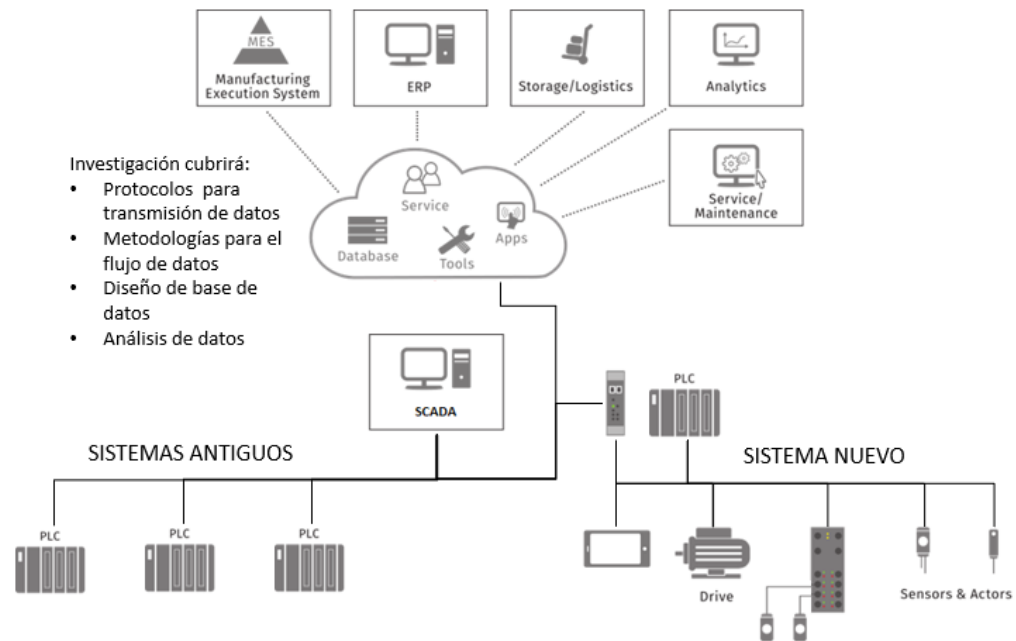 MES
Manufacturing
Execution System
ERP
Storage/Logistics
Analytics
Service/
Maintenance
Service
Database
Tools
Apps
Investigación cubrirá:
• Protocolos para
transmisión de datos
• Metodologías para el
flujo de datos
• Diseño de base de
datos
• Análisis de datos
SCADA
PLC
SISTEMAS ANTIGUOS
SISTEMA NUEVO
PLC
PLC
PLC
Drive
Sensors & Actors